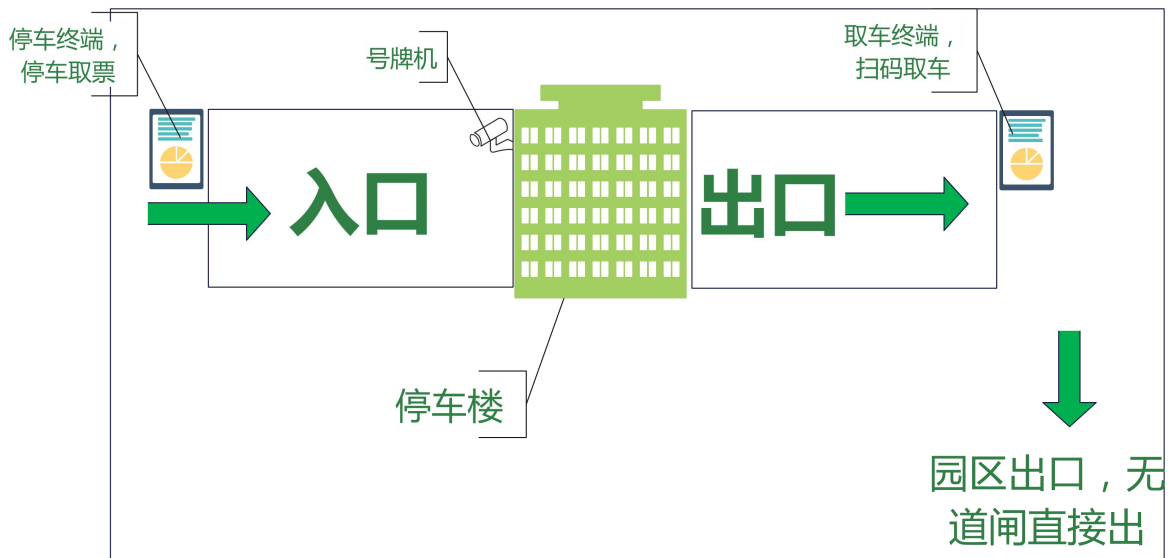 停车终端，
停车取票
号牌机
取车终端，
扫码取车
入口
出口
停车楼
园区出口，无
道闸直接出